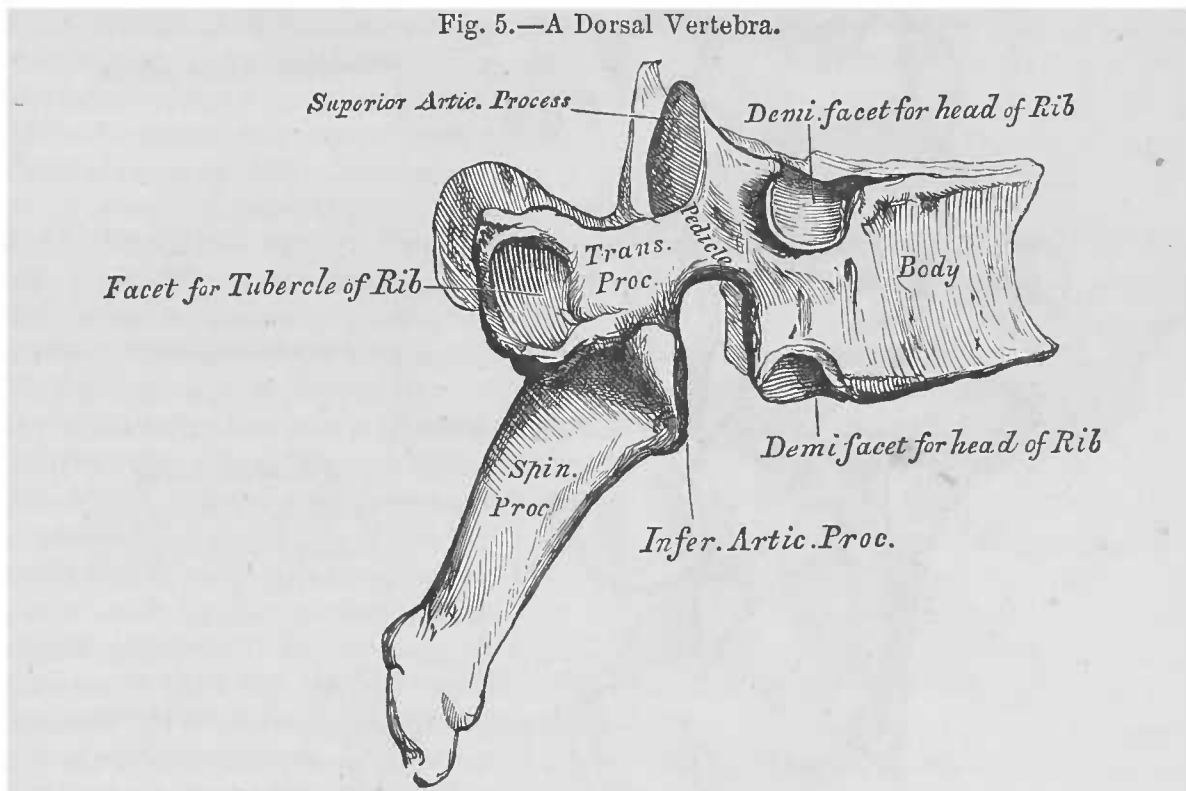 Fig. 5.—A Dorsal Vertebra.
Superior Artic. Process
Demi.facet for head of Rib
Pedicle
Trans.
Proc.
Body
Facet for Tubercle of Rib
Demi facet for head of Rib
Spin.
Proc
Infer. Artic. Proc.